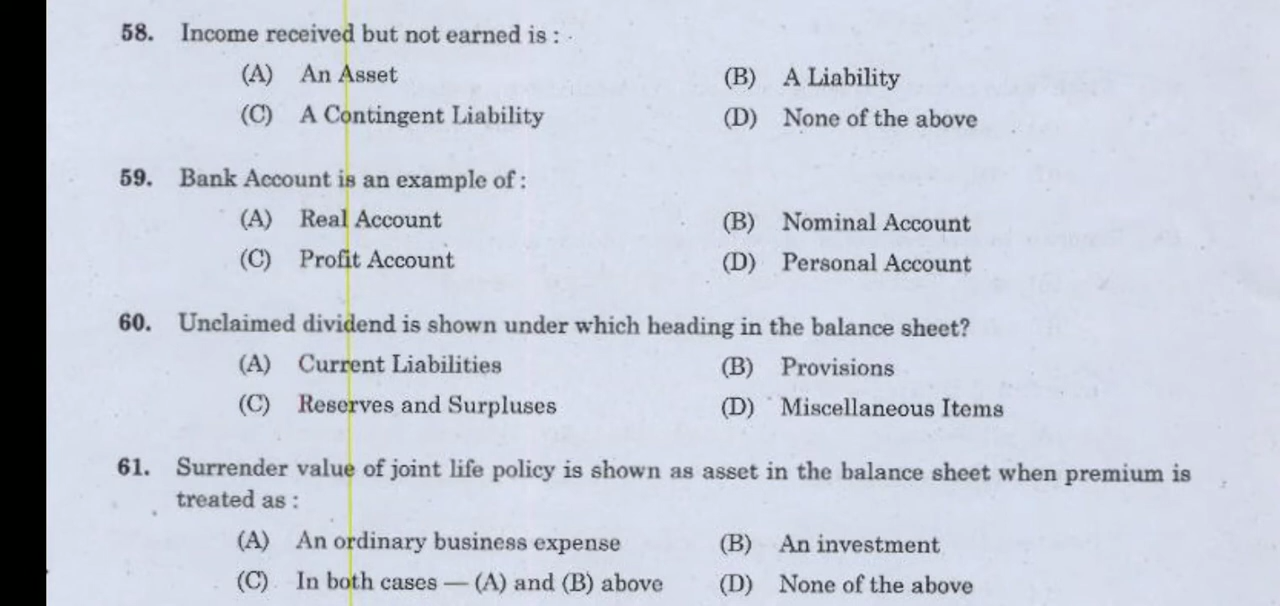 58. Income received but not earned is :
(A) An Asset (B) A Liability
(C) A Contingent Liability (D) None of the above
59. Bank Account is an example of :
(A) Real Account (B) Nominal Account
(C) Profit Account (D) Personal Account
60. Unclaimed dividend is shown under which heading in the balance sheet?
(A) Current Liabilities (B) Provisions
(C) Reserves and Surpluses (D) Miscellaneous Items
61. Surrender value of joint life policy is shown as asset in the balance sheet when premium is
treated as :
(A) An ordinary business expense (B) An investment
(C) In both cases — (A) and (B) above (D) None of the above